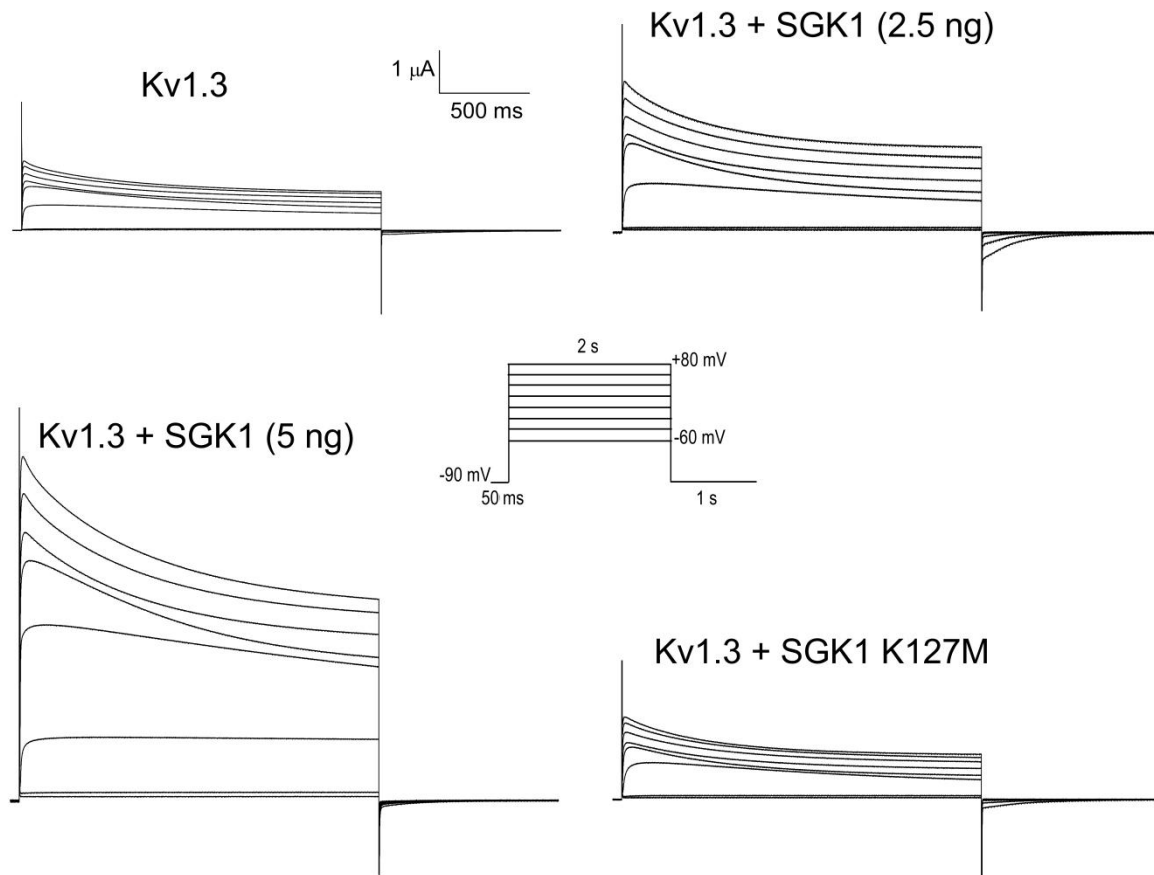 Kv1.3 + SGK1 (2.5 ng)
Kv1.3
1 μA
500 ms
2 s
+80 mV
-60 mV
-90 mV
50 ms
1 s
Kv1.3 + SGK1 (5 ng)
Kv1.3 + SGK1 K127M